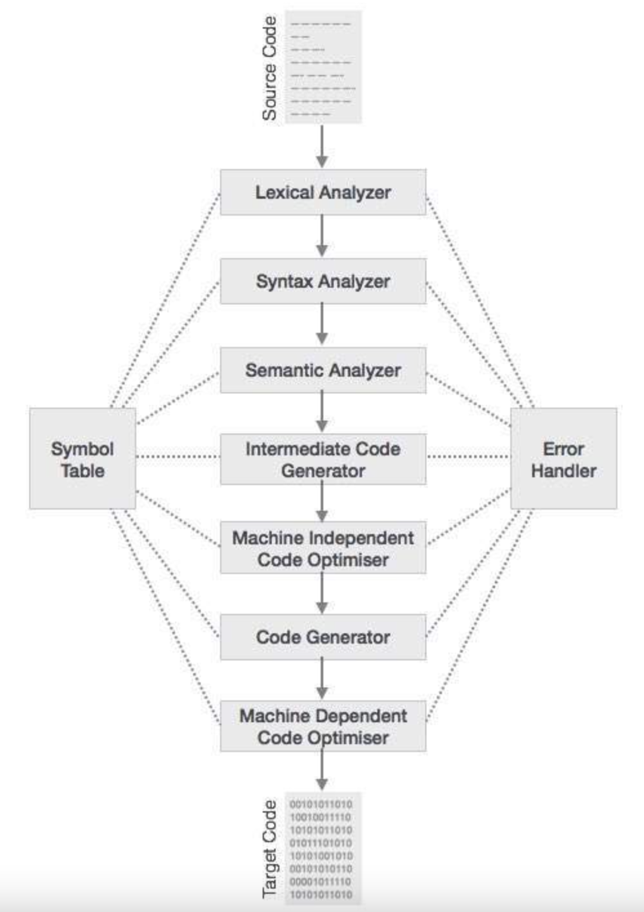 Source Code
Lexical Analyzer
Syntax Analyzer
Semantic Analyzer
Symbol
Table
Intermediate Code
Generator
Error
Handler
Machine Independent
Code Optimiser
Code Generator
Machine Dependent
Code Optimiser
Target Code
00101011010
10010011110
10101011010
01011101010
10101001010
00101010110
00001011110
10101011010